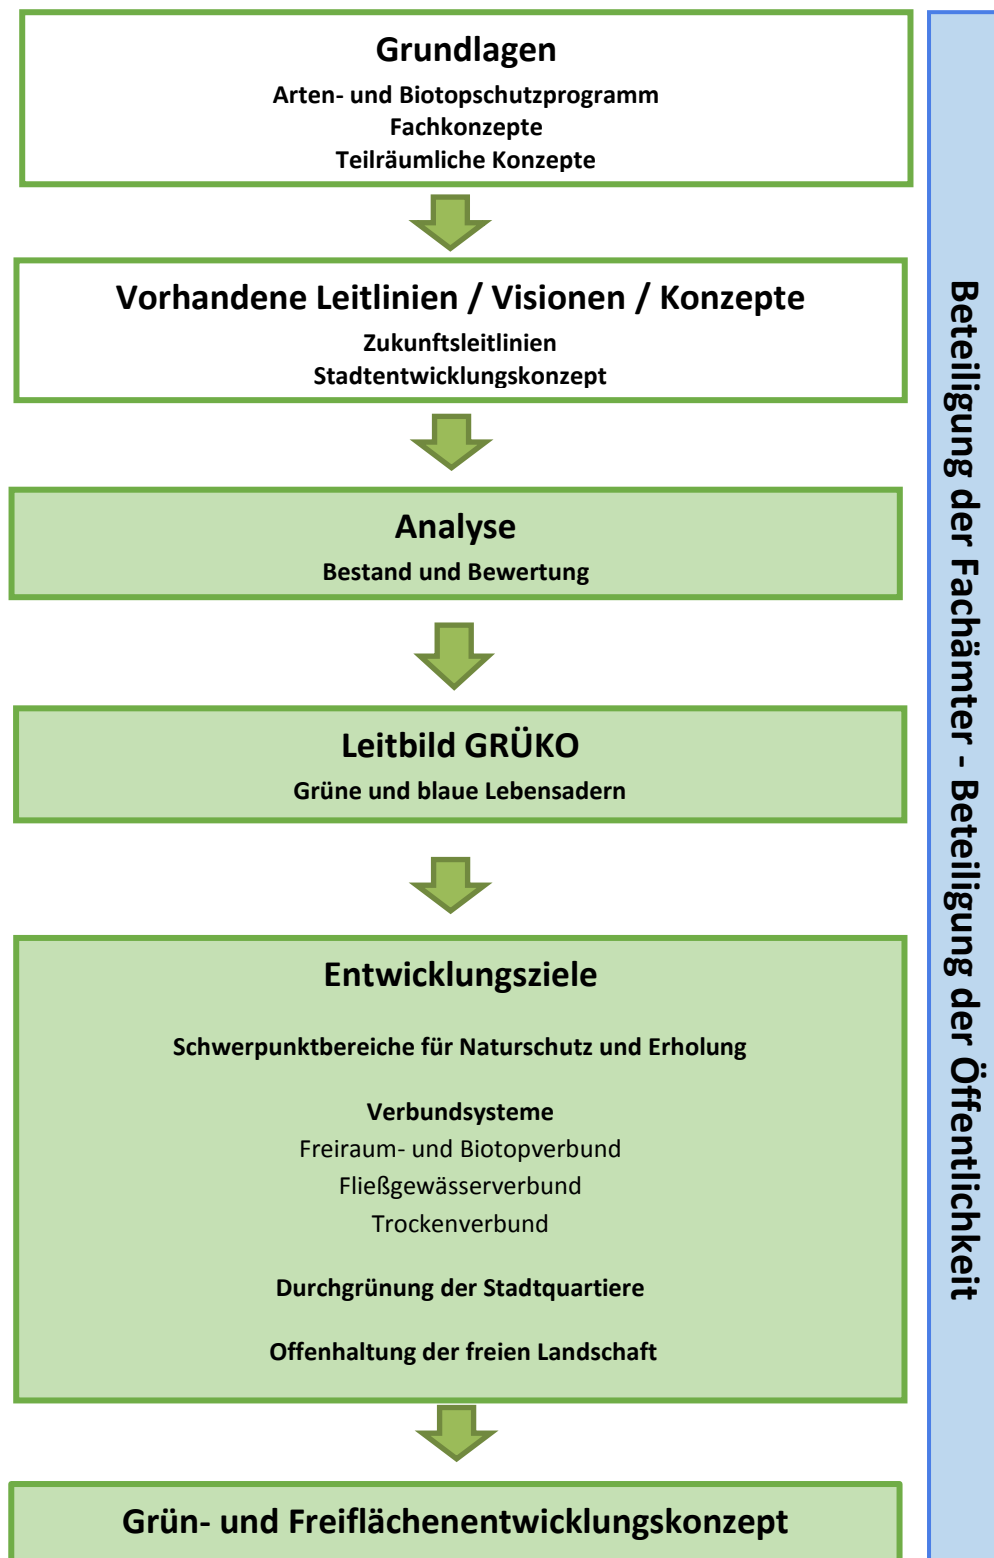 Grundlagen
Arten- und Biotopschutzprogramm
Fachkonzepte
Teilräumliche Konzepte
Vorhandene Leitlinien / Visionen / Konzepte
Zukunftsleitlinien
Stadtentwicklungskonzept
Analyse
Bestand und Bewertung
Leitbild GRÜKO
Grüne und blaue Lebensadern
Entwicklungsziele
Schwerpunktbereiche für Naturschutz und Erholung
Verbundsysteme
Freiraum- und Biotopverbund
Fließgewässerverbund
Trockenverbund
Durchgrünung der Stadtquartiere
Offenhaltung der freien Landschaft
Grün- und Freiflächenentwicklungskonzept
Beteiligung der Fachämter - Beteiligung der Öffentlichkeit